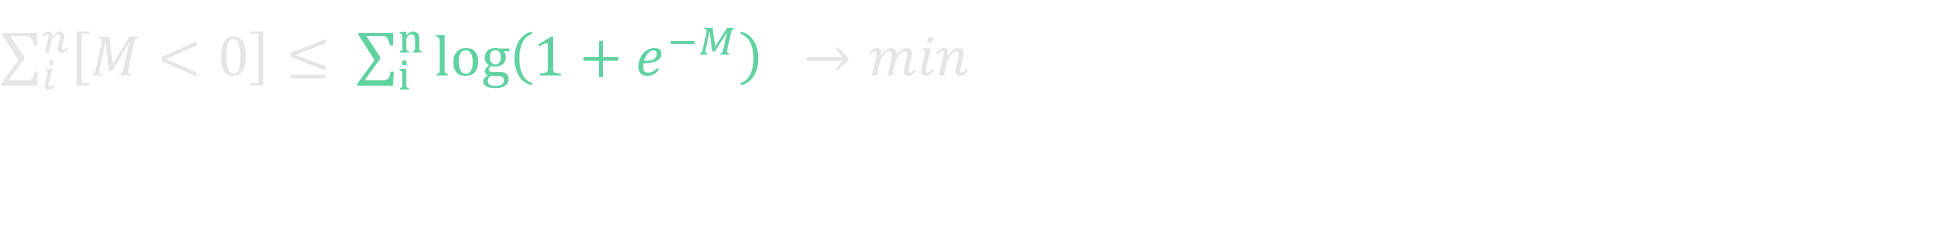 ∑ᵢⁿ[M < 0] ≤ ∑ᵢⁿ log(1 + e⁻ᴹ) → min